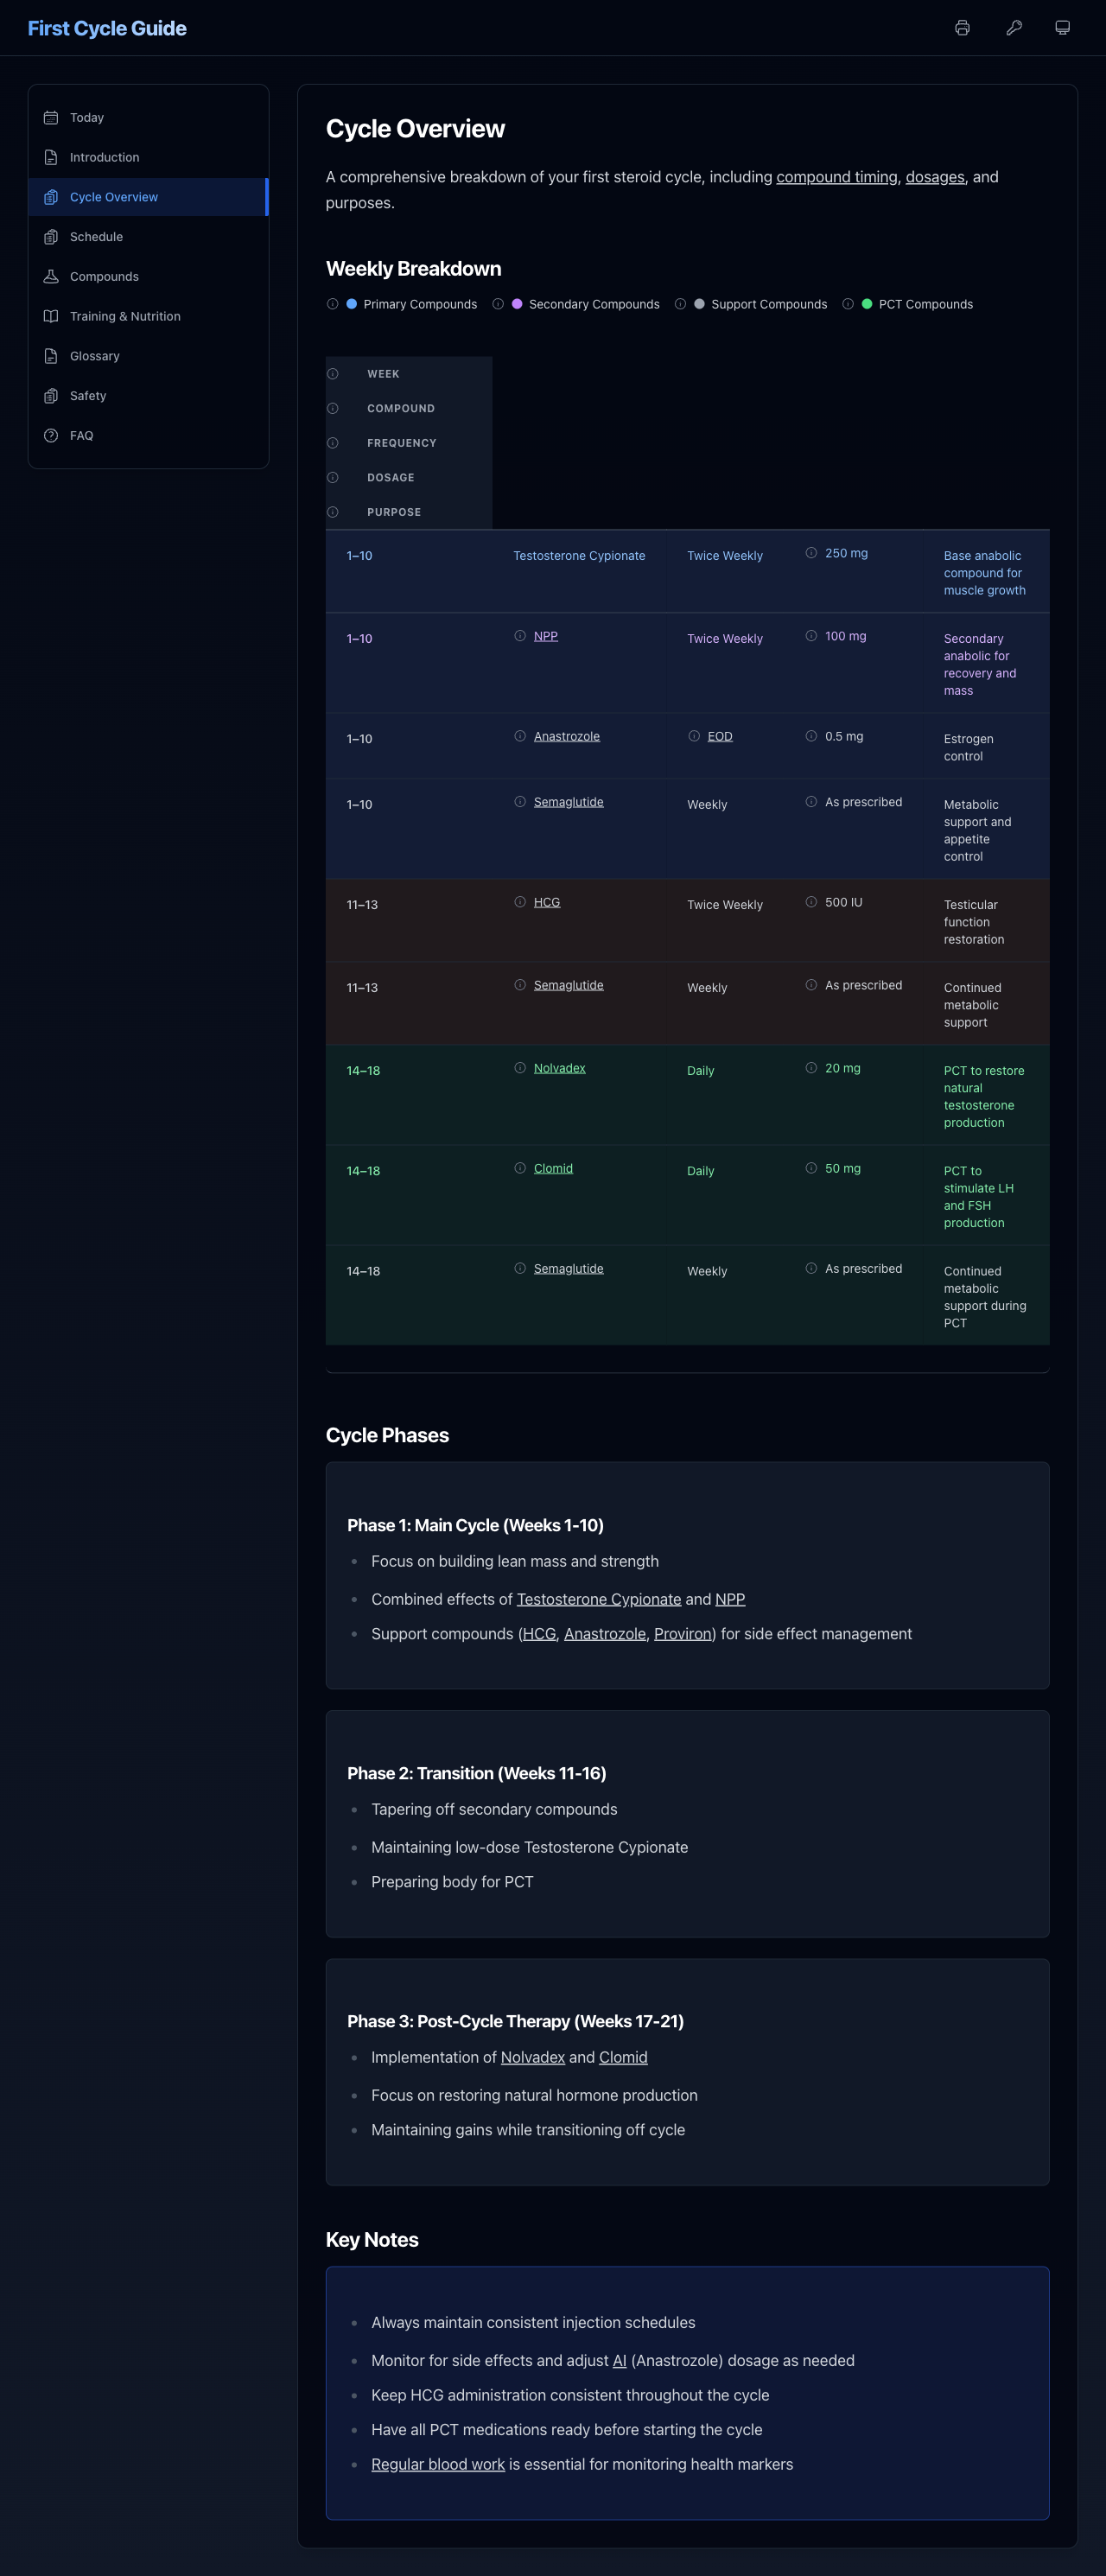 First Cycle Guide
Today
Introduction
Cycle Overview
Schedule
Compounds
Training & Nutrition
Glossary
Safety
FAQ
Cycle Overview
A comprehensive breakdown of your first steroid cycle, including compound timing, dosages, and
purposes.
Weekly Breakdown
Primary Compounds Secondary Compounds Support Compounds PCT Compounds
WEEK
COMPOUND
FREQUENCY
DOSAGE
PURPOSE
1–10 Testosterone Cypionate Twice Weekly 250 mg Base anabolic
compound for
muscle growth
1–10 NPP Twice Weekly 100 mg Secondary
anabolic for
recovery and
mass
1–10 Anastrozole EOD 0.5 mg Estrogen
control
1–10 Semaglutide Weekly As prescribed Metabolic
support and
appetite
control
11–13 HCG Twice Weekly 500 IU Testicular
function
restoration
11–13 Semaglutide Weekly As prescribed Continued
metabolic
support
14–18 Nolvadex Daily 20 mg PCT to restore
natural
testosterone
production
14–18 Clomid Daily 50 mg PCT to
stimulate LH
and FSH
production
14–18 Semaglutide Weekly As prescribed Continued
metabolic
support during
PCT
Cycle Phases
Phase 1: Main Cycle (Weeks 1-10)
• Focus on building lean mass and strength
• Combined effects of Testosterone Cypionate and NPP
• Support compounds (HCG, Anastrozole, Proviron) for side effect management
Phase 2: Transition (Weeks 11-16)
• Tapering off secondary compounds
• Maintaining low-dose Testosterone Cypionate
• Preparing body for PCT
Phase 3: Post-Cycle Therapy (Weeks 17-21)
• Implementation of Nolvadex and Clomid
• Focus on restoring natural hormone production
• Maintaining gains while transitioning off cycle
Key Notes
• Always maintain consistent injection schedules
• Monitor for side effects and adjust AI (Anastrozole) dosage as needed
• Keep HCG administration consistent throughout the cycle
• Have all PCT medications ready before starting the cycle
• Regular blood work is essential for monitoring health markers